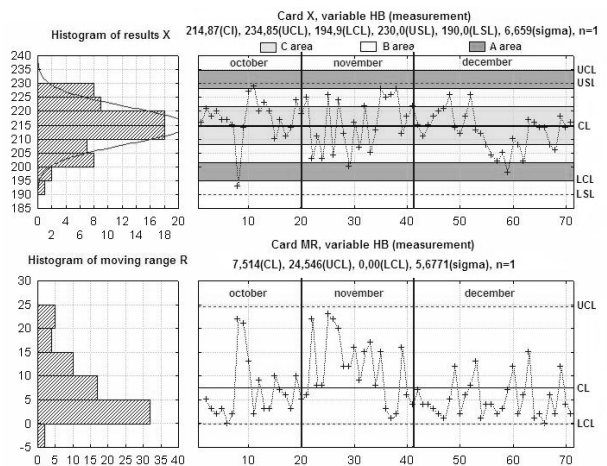 Card X, variable HB (measurement)
Histogram of results X
214,87(Cl), 234,85(UCL), 194,9(LCL), 230,0(USL), 190,0(LSL), 6,659(sigma), n=1
C area B area A area
240
235
230
225
220
215
210
205
200
195
190
185
0 4 8 12 16 20
2 6 10 14 18
october november december
UCL
USL
CL
LCL
LSL
10 20 30 40 50 60 70
Card MR, variable HB (measurement)
Histogram of moving range R
7,514(CL), 24,546(UCL), 0,00(LCL), 5,6771(sigma), n=1
30
25
20
15
10
5
0
-5
0 5 10 15 20 25 30 35 40
october november december
UCL
CL
LCL
10 20 30 40 50 60 70